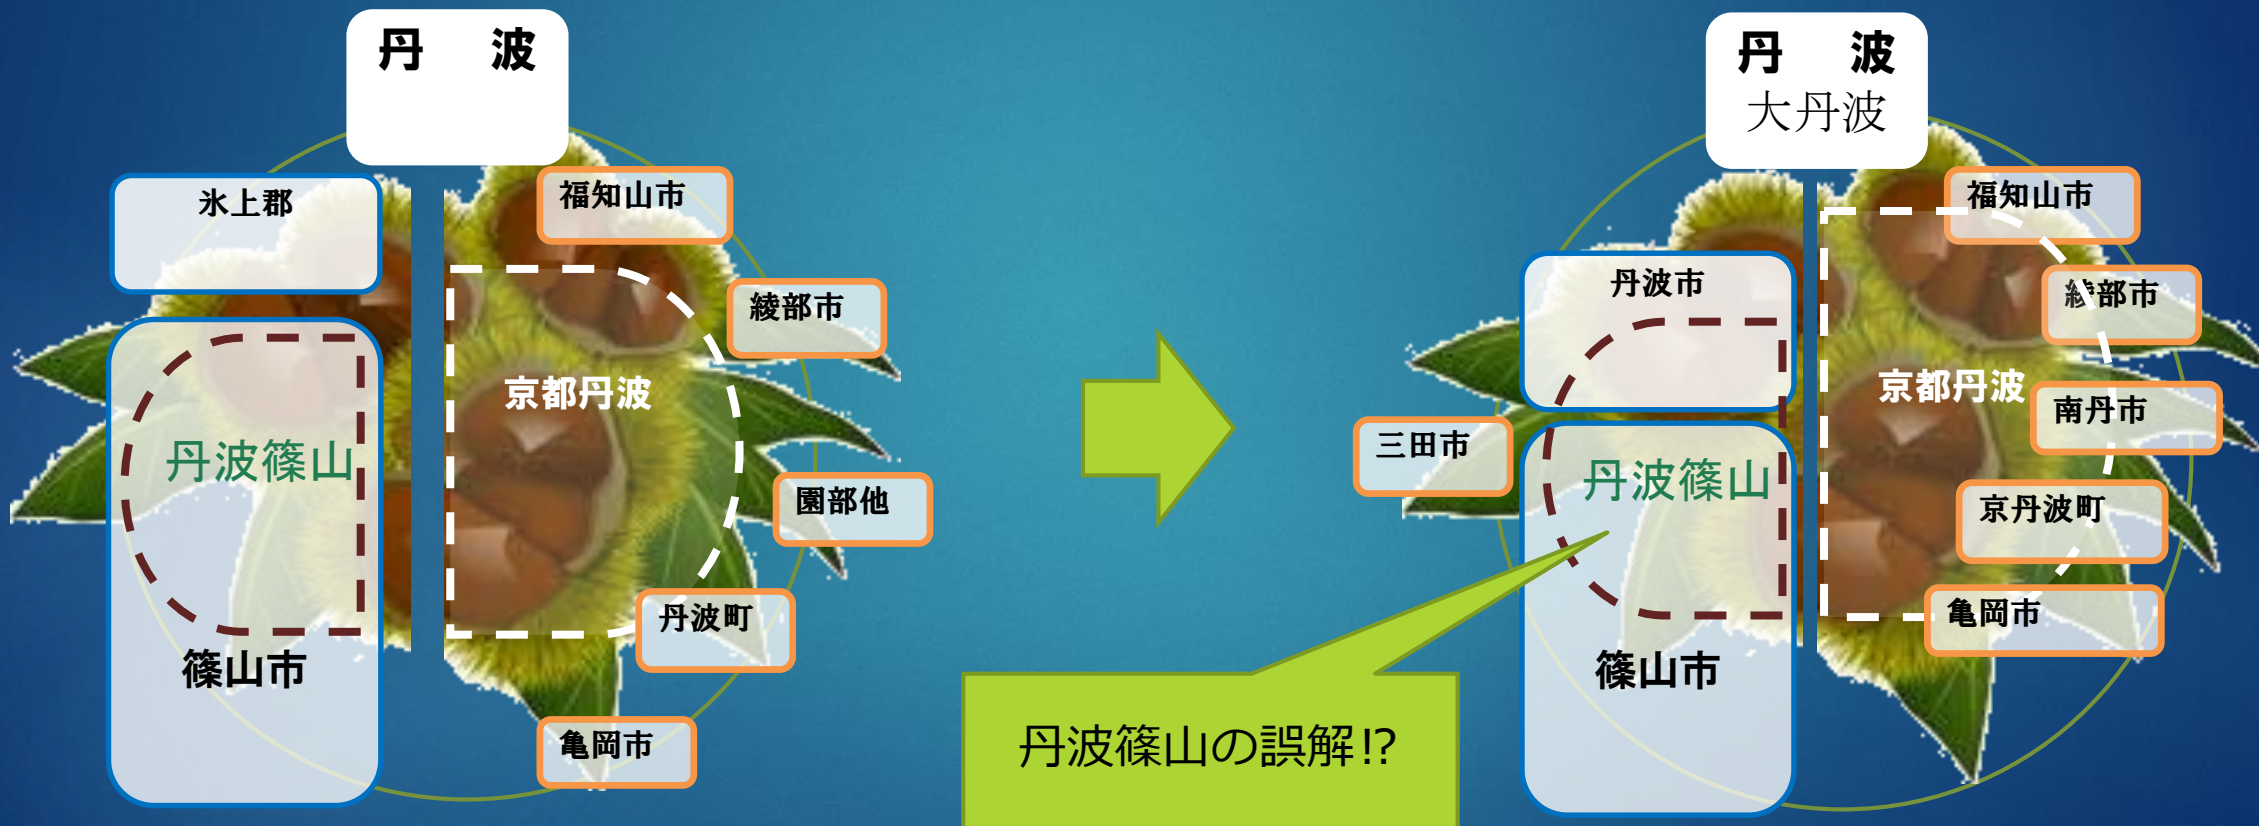 丹　波
氷上郡
福知山市
綾部市
京都丹波
丹波篠山
園部他
丹波町
篠山市
亀岡市
丹　波
大丹波
福知山市
丹波市
綾部市
京都丹波
南丹市
三田市
丹波篠山
京丹波町
亀岡市
篠山市
丹波篠山の誤解⁉